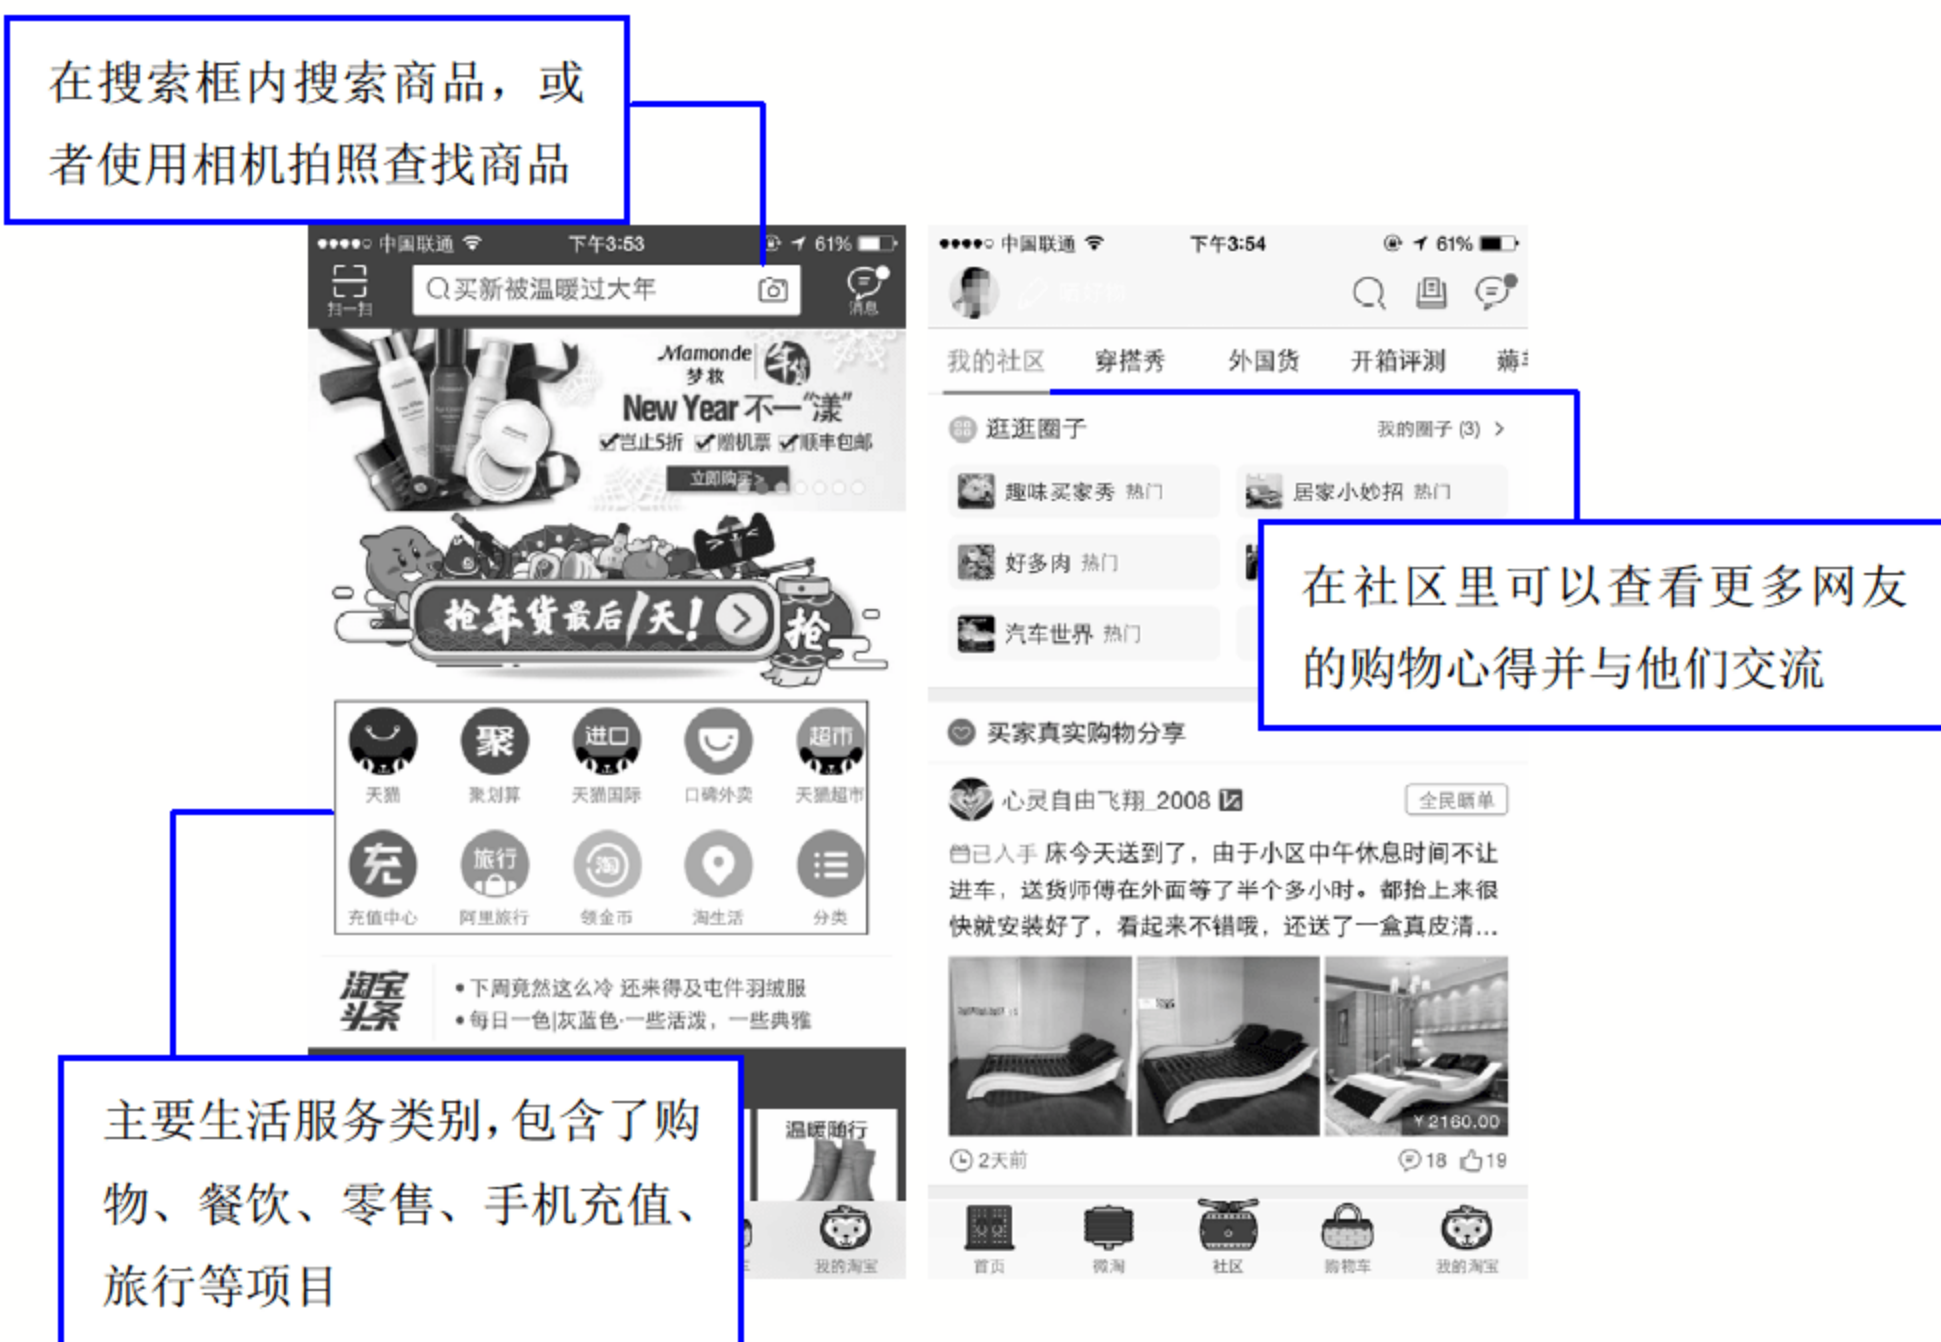 在搜索框内搜索商品，或
者使用相机拍照查找商品
中国联通 下午3:53 61%
扫一扫
买新被温暖过大年
消息
Mamonde
梦妆
New Year 不一“漾”
岂止5折 赠机票 顺丰包邮
立即购买>
抢年货最后1天！
抢
聚 进口 超市
天猫 聚划算 天猫国际 口碑外卖 天猫超市
充 旅行 淘
充值中心 阿里旅行 领金币 淘生活 分类
淘宝
头条
•下周竟然这么冷 还来得及屯件羽绒服
•每日一色|灰蓝色·一些活泼，一些典雅
主要生活服务类别，包含了购
物、餐饮、零售、手机充值、
旅行等项目
温暖随行
我的淘宝
中国联通 下午3:54 61%
我的社区 穿搭秀 外国货 开箱评测 薅羊
逛逛圈子 我的圈子 (3) >
趣味买家秀 热门 居家小妙招 热门
好多肉 热门
汽车世界 热门
在社区里可以查看更多网友
的购物心得并与他们交流
买家真实购物分享
心灵自由飞翔_2008 全民晒单
已入手 床今天送到了，由于小区中午休息时间不让
进车，送货师傅在外面等了半个多小时。都抬上来很
快就安装好了，看起来不错哦，还送了一盒真皮清...
¥2160.00
2天前 18 19
首页 微淘 社区 购物车 我的淘宝